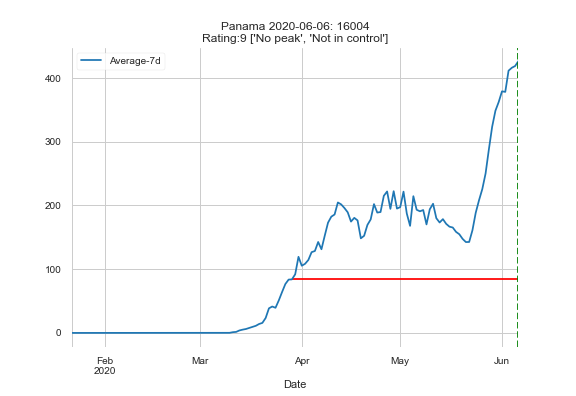 Panama 2020-06-06: 16004
Rating:9 ['No peak', 'Not in control']
Average-7d
400
300
200
100
0
Feb
2020
Mar
Apr
May
Jun
Date